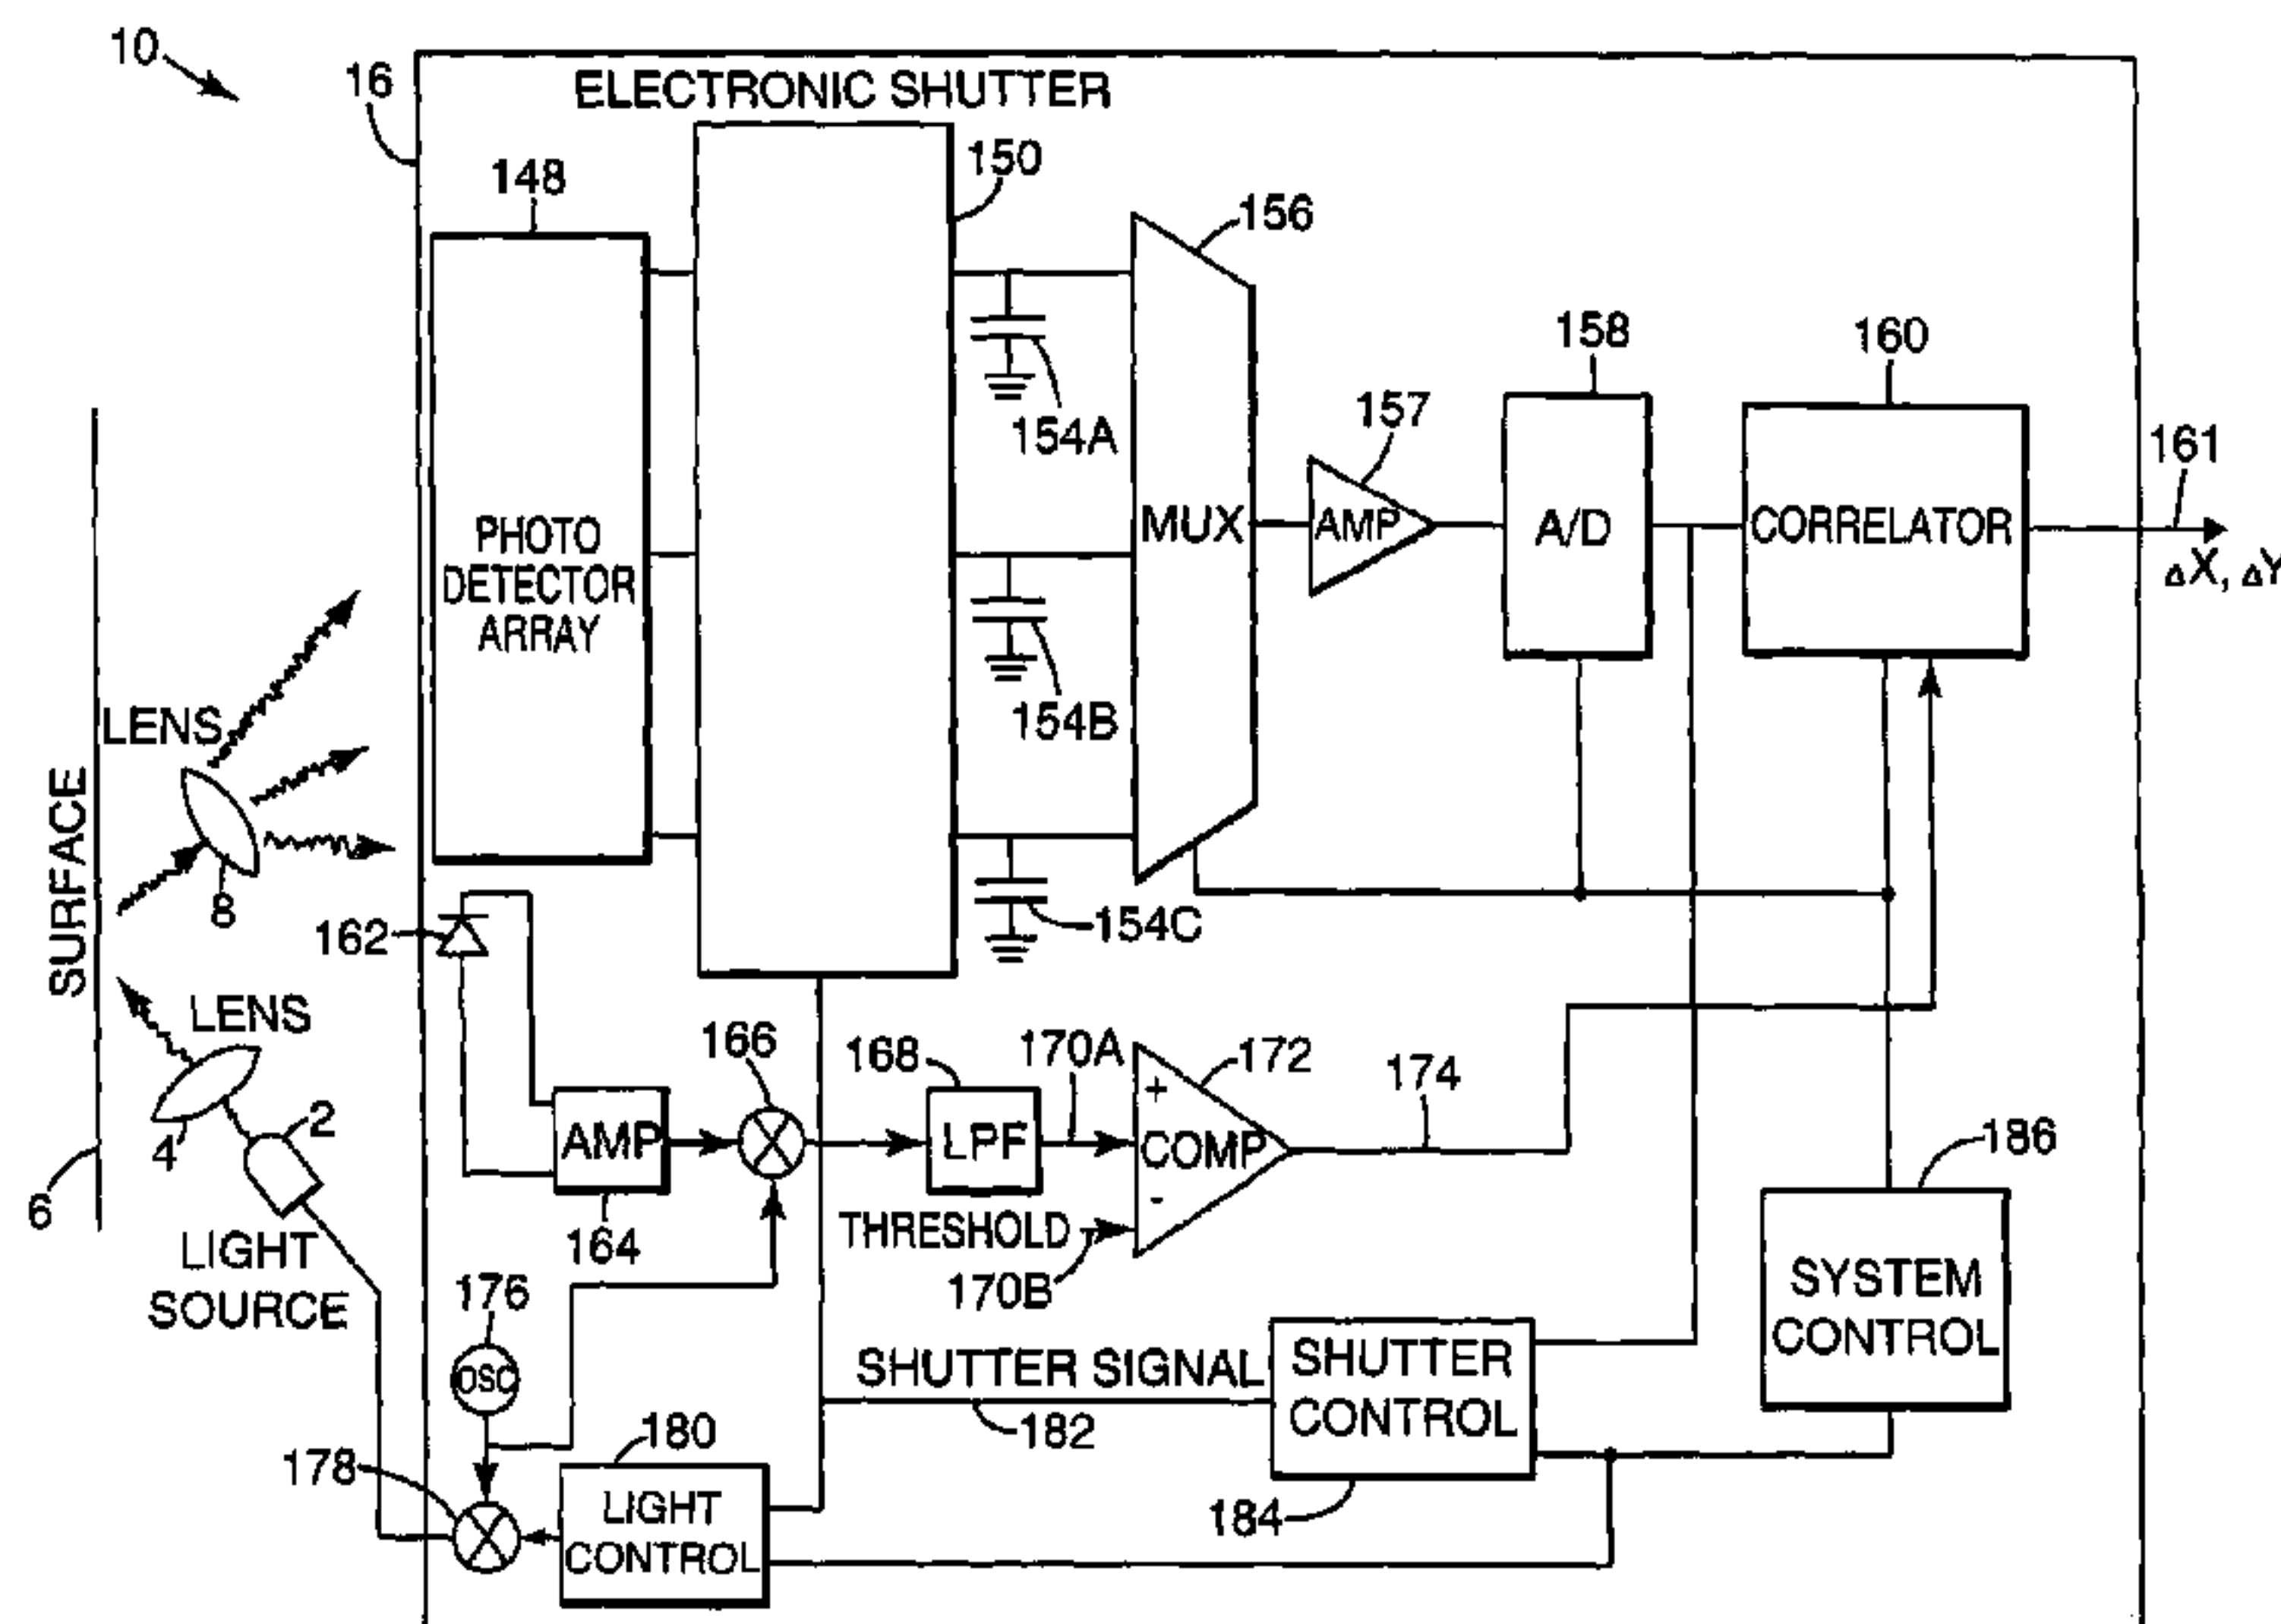 10
16
ELECTRONIC SHUTTER
148
150
156
PHOTO
DETECTOR
ARRAY
154A
154B
154C
MUX
157
AMP
158
A/D
160
CORRELATOR
161
ΔX, ΔY
LENS
SURFACE
8
162
LENS
4
2
6
LIGHT
SOURCE
AMP
164
166
168
LPF
170A
THRESHOLD
170B
+
COMP
-
172
174
176
OSC
178
180
LIGHT
CONTROL
SHUTTER SIGNAL
182
SHUTTER
CONTROL
184
186
SYSTEM
CONTROL